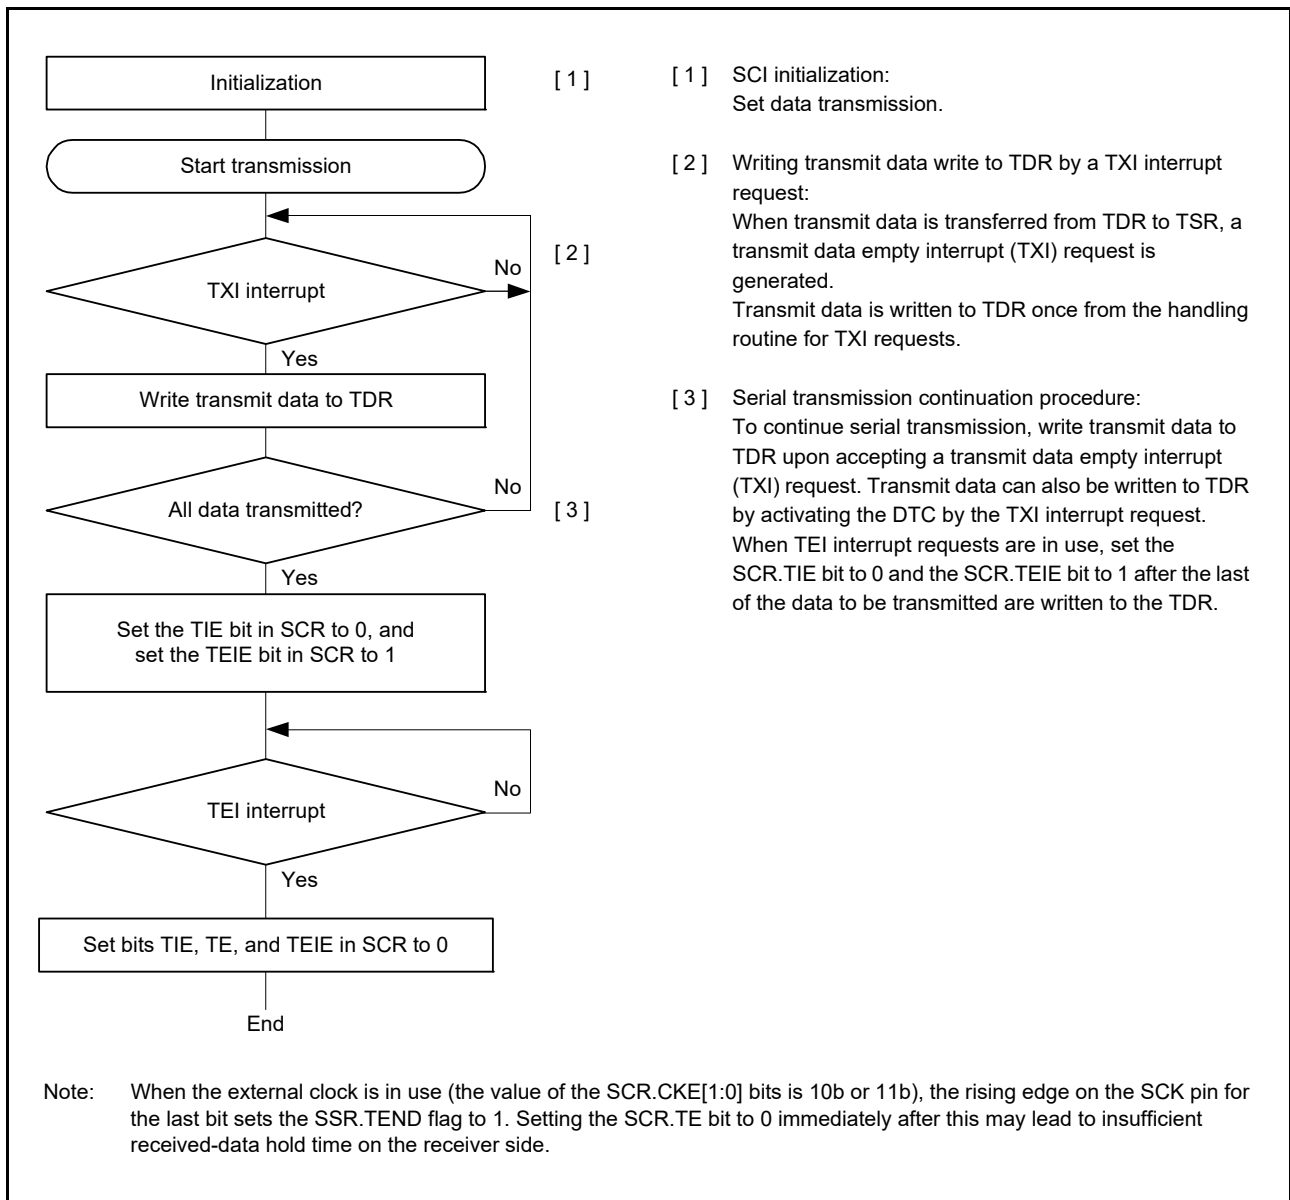 Initialization
[ 1 ]
Start transmission
[ 2 ]
TXI interrupt
No
Yes
Write transmit data to TDR
All data transmitted?
No
[ 3 ]
Yes
Set the TIE bit in SCR to 0, and
set the TEIE bit in SCR to 1
TEI interrupt
No
Yes
Set bits TIE, TE, and TEIE in SCR to 0
End
[ 1 ] SCI initialization:
Set data transmission.
[ 2 ] Writing transmit data write to TDR by a TXI interrupt
request:
When transmit data is transferred from TDR to TSR, a
transmit data empty interrupt (TXI) request is
generated.
Transmit data is written to TDR once from the handling
routine for TXI requests.
[ 3 ] Serial transmission continuation procedure:
To continue serial transmission, write transmit data to
TDR upon accepting a transmit data empty interrupt
(TXI) request. Transmit data can also be written to TDR
by activating the DTC by the TXI interrupt request.
When TEI interrupt requests are in use, set the
SCR.TIE bit to 0 and the SCR.TEIE bit to 1 after the last
of the data to be transmitted are written to the TDR.
Note: When the external clock is in use (the value of the SCR.CKE[1:0] bits is 10b or 11b), the rising edge on the SCK pin for
the last bit sets the SSR.TEND flag to 1. Setting the SCR.TE bit to 0 immediately after this may lead to insufficient
received-data hold time on the receiver side.